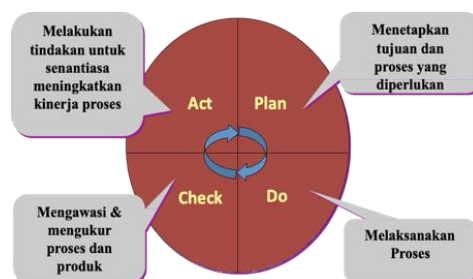 Melakukan
tindakan untuk
senantiasa
meningkatkan
kinerja proses
Menetapkan
tujuan dan
proses yang
diperlukan
Act
Plan
Check
Do
Mengawasi &
mengukur
proses dan
produk
Melaksanakan
Proses